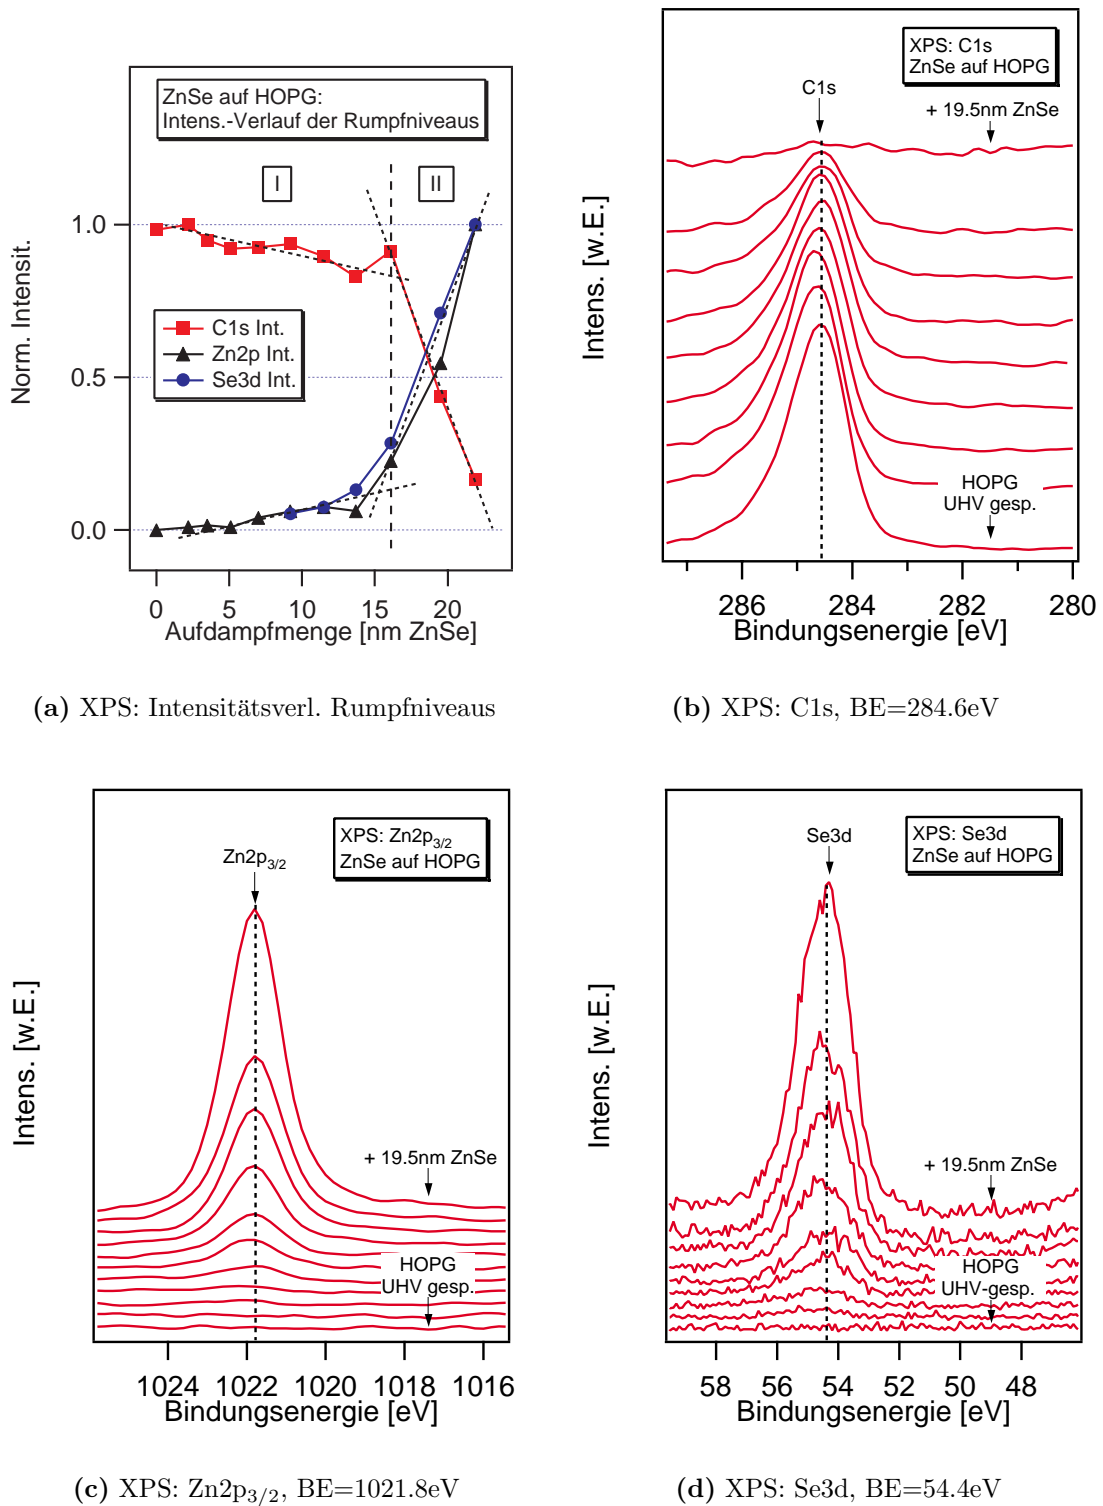 ZnSe auf HOPG:
Intens.-Verlauf der Rumpfniveaus
I
II
1.0
0.5
0.0
Norm. Intensit.
C1s Int.
Zn2p Int.
Se3d Int.
0 5 10 15 20
Aufdampfmenge [nm ZnSe]
(a) XPS: Intensitätsverl. Rumpfniveaus
XPS: C1s
ZnSe auf HOPG
C1s
+ 19.5nm ZnSe
Intens. [w.E.]
HOPG
UHV gesp.
286 284 282 280
Bindungsenergie [eV]
(b) XPS: C1s, BE=284.6eV
XPS: Zn2p3/2
ZnSe auf HOPG
Zn2p3/2
Intens. [w.E.]
+ 19.5nm ZnSe
HOPG
UHV gesp.
1024 1022 1020 1018 1016
Bindungsenergie [eV]
(c) XPS: Zn2p3/2, BE=1021.8eV
XPS: Se3d
ZnSe auf HOPG
Se3d
Intens. [w.E.]
+ 19.5nm ZnSe
HOPG
UHV-gesp.
58 56 54 52 50 48
Bindungsenergie [eV]
(d) XPS: Se3d, BE=54.4eV